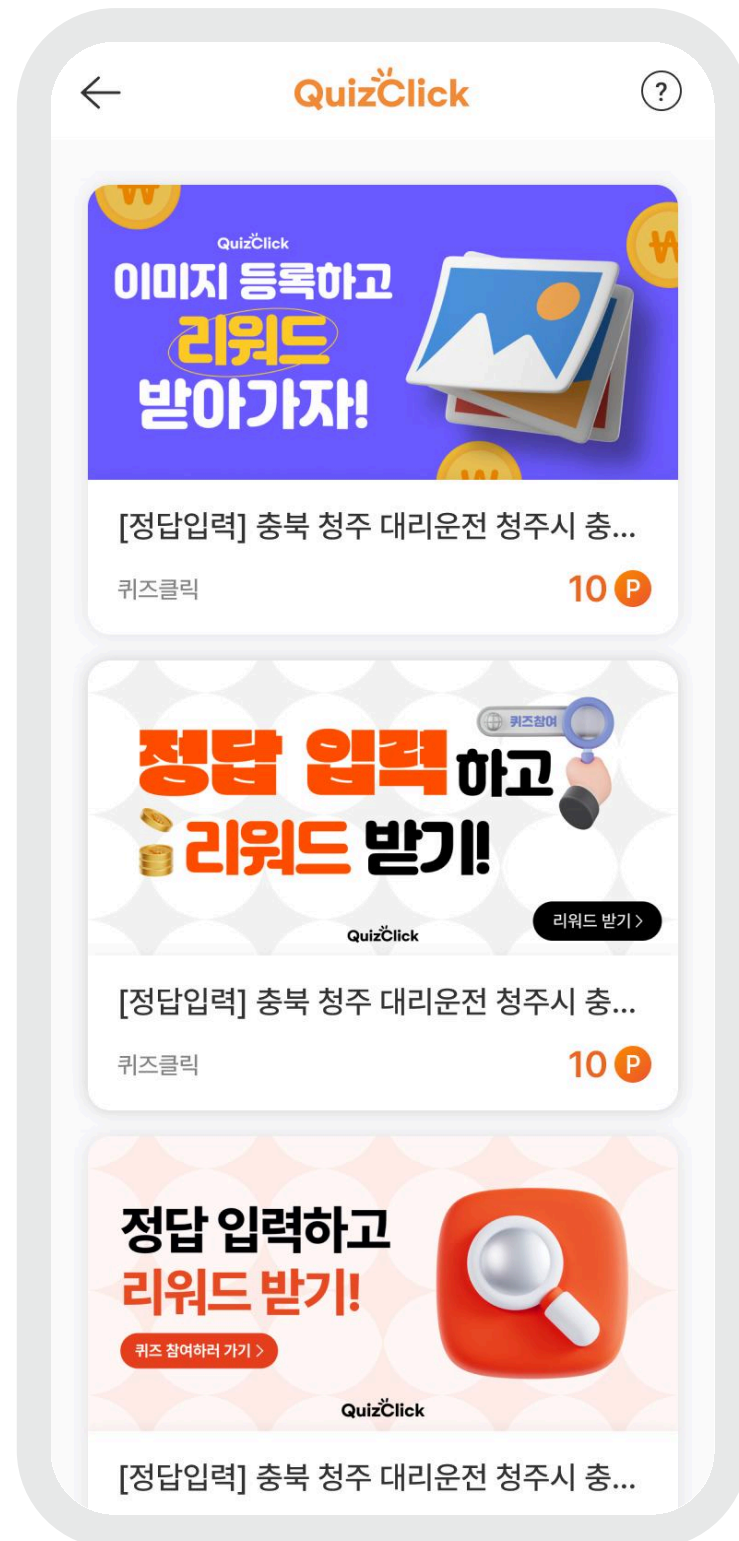 QuizClick
?
QuizClick
이미지 등록하고
리워드
받아가자!
[정답입력] 충북 청주 대리운전 청주시 충...
퀴즈클릭
10 P
퀴즈참여
정답 입력하고
리워드 받기!
리워드 받기 >
QuizClick
[정답입력] 충북 청주 대리운전 청주시 충...
퀴즈클릭
10 P
정답 입력하고
리워드 받기!
퀴즈 참여하러 가기 >
QuizClick
[정답입력] 충북 청주 대리운전 청주시 충...